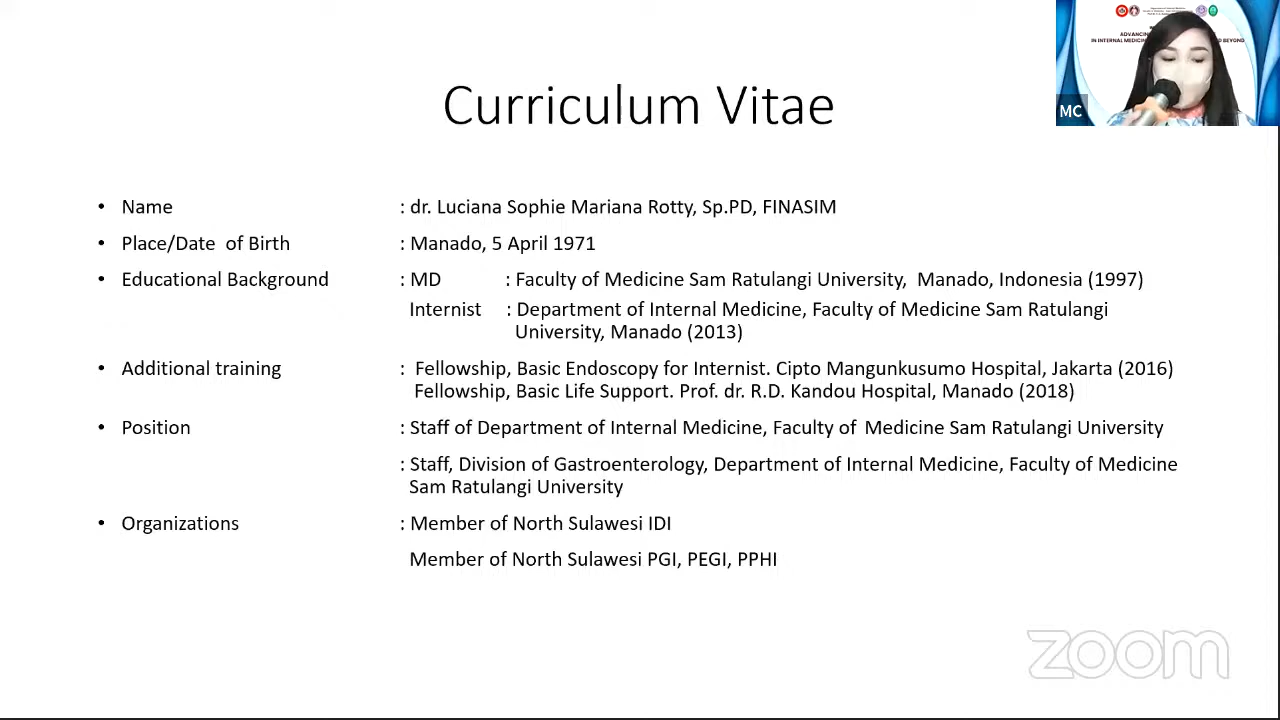 Curriculum Vitae
ADVANCING
IN INTERNAL MEDICINE
BEYOND
MC
• Name : dr. Luciana Sophie Mariana Rotty, Sp.PD, FINASIM
• Place/Date of Birth : Manado, 5 April 1971
• Educational Background : MD : Faculty of Medicine Sam Ratulangi University, Manado, Indonesia (1997)
Internist : Department of Internal Medicine, Faculty of Medicine Sam Ratulangi
University, Manado (2013)
• Additional training : Fellowship, Basic Endoscopy for Internist. Cipto Mangunkusumo Hospital, Jakarta (2016)
Fellowship, Basic Life Support. Prof. dr. R.D. Kandou Hospital, Manado (2018)
• Position : Staff of Department of Internal Medicine, Faculty of Medicine Sam Ratulangi University
: Staff, Division of Gastroenterology, Department of Internal Medicine, Faculty of Medicine
Sam Ratulangi University
• Organizations : Member of North Sulawesi IDI
Member of North Sulawesi PGI, PEGI, PPHI
zoom